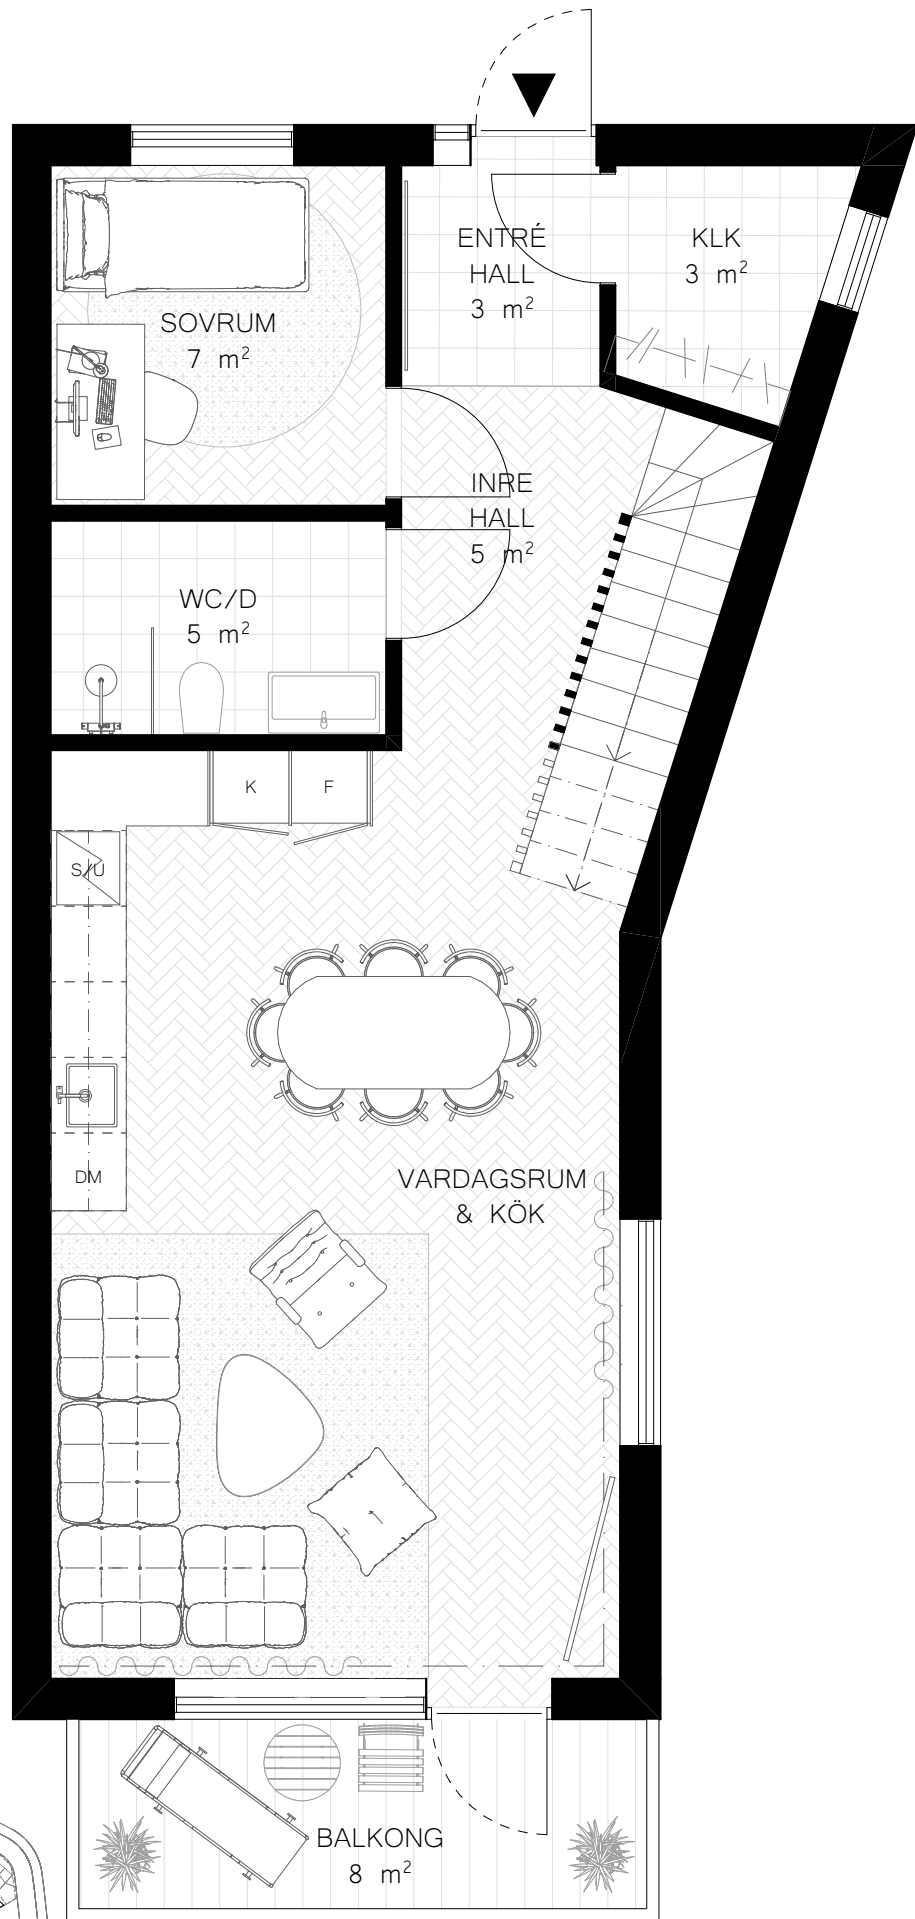 ENTRÉ
HALL
3 m²
KLK
3 m²
SOVRUM
7 m²
INRE
HALL
5 m²
WC/D
5 m²
K
F
S/U
DM
VARDAGSRUM
& KÖK
BALKONG
8 m²